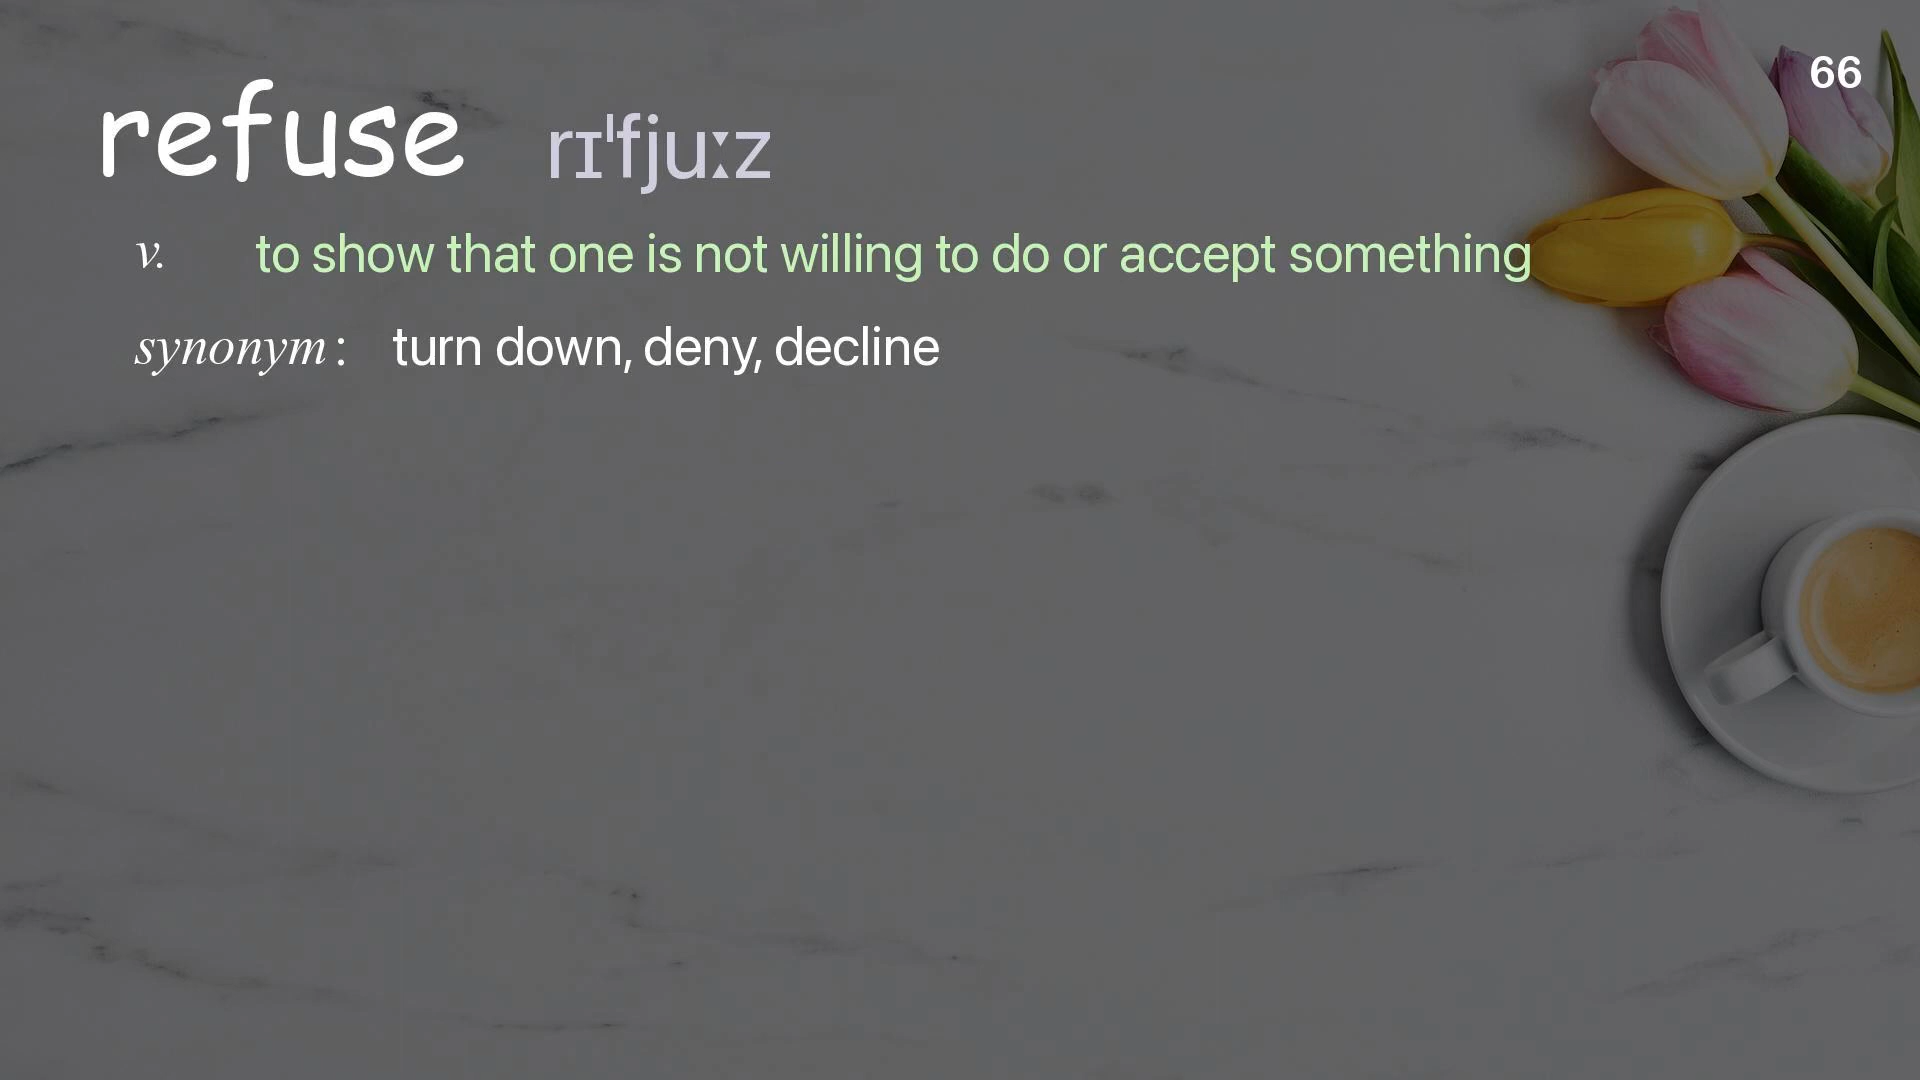 66
refuse rɪˈfjuːz
v. to show that one is not willing to do or accept something
synonym : turn down, deny, decline